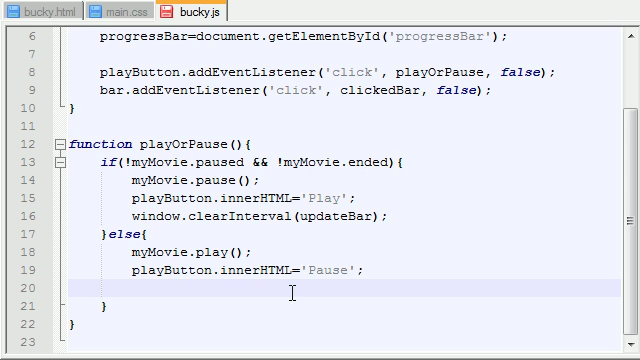 bucky.html main.css bucky.js
6 progressBar=document.getElementById('progressBar');
7
8 playButton.addEventListener('click', playOrPause, false);
9 bar.addEventListener('click', clickedBar, false);
10 }
11
12 function playOrPause(){
13 if(!myMovie.paused && !myMovie.ended){
14 myMovie.pause();
15 playButton.innerHTML='Play';
16 window.clearInterval(updateBar);
17 }else{
18 myMovie.play();
19 playButton.innerHTML='Pause';
20
21 }
22 }
23